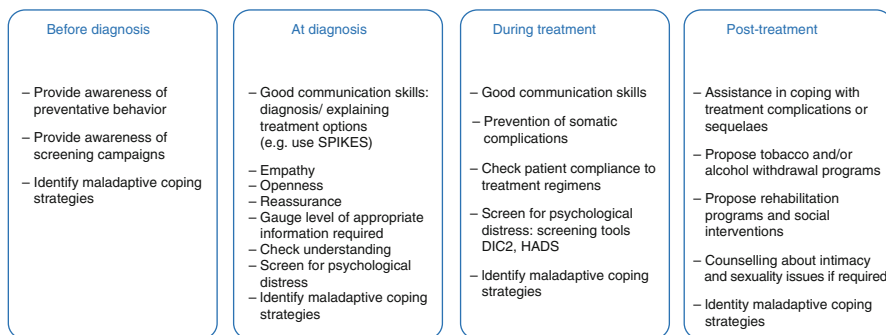 Before diagnosis
– Provide awareness of
preventative behavior
– Provide awareness of
screening campaigns
– Identify maladaptive coping
strategies
At diagnosis
– Good communication skills:
diagnosis/ explaining
treatment options
(e.g. use SPIKES)
– Empathy
– Openness
– Reassurance
– Gauge level of appropriate
information required
– Check understanding
– Screen for psychological
distress
– Identify maladaptive coping
strategies
During treatment
– Good communication skills
– Prevention of somatic
complications
– Check patient compliance to
treatment regimens
– Screen for psychological
distress: screening tools
DIC2, HADS
– Identify maladaptive coping
strategies
Post-treatment
– Assistance in coping with
treatment complications or
sequelaes
– Propose tobacco and/or
alcohol withdrawal programs
– Propose rehabilitation
programs and social
interventions
– Counselling about intimacy
and sexuality issues if required
– Identity maladaptive coping
strategies